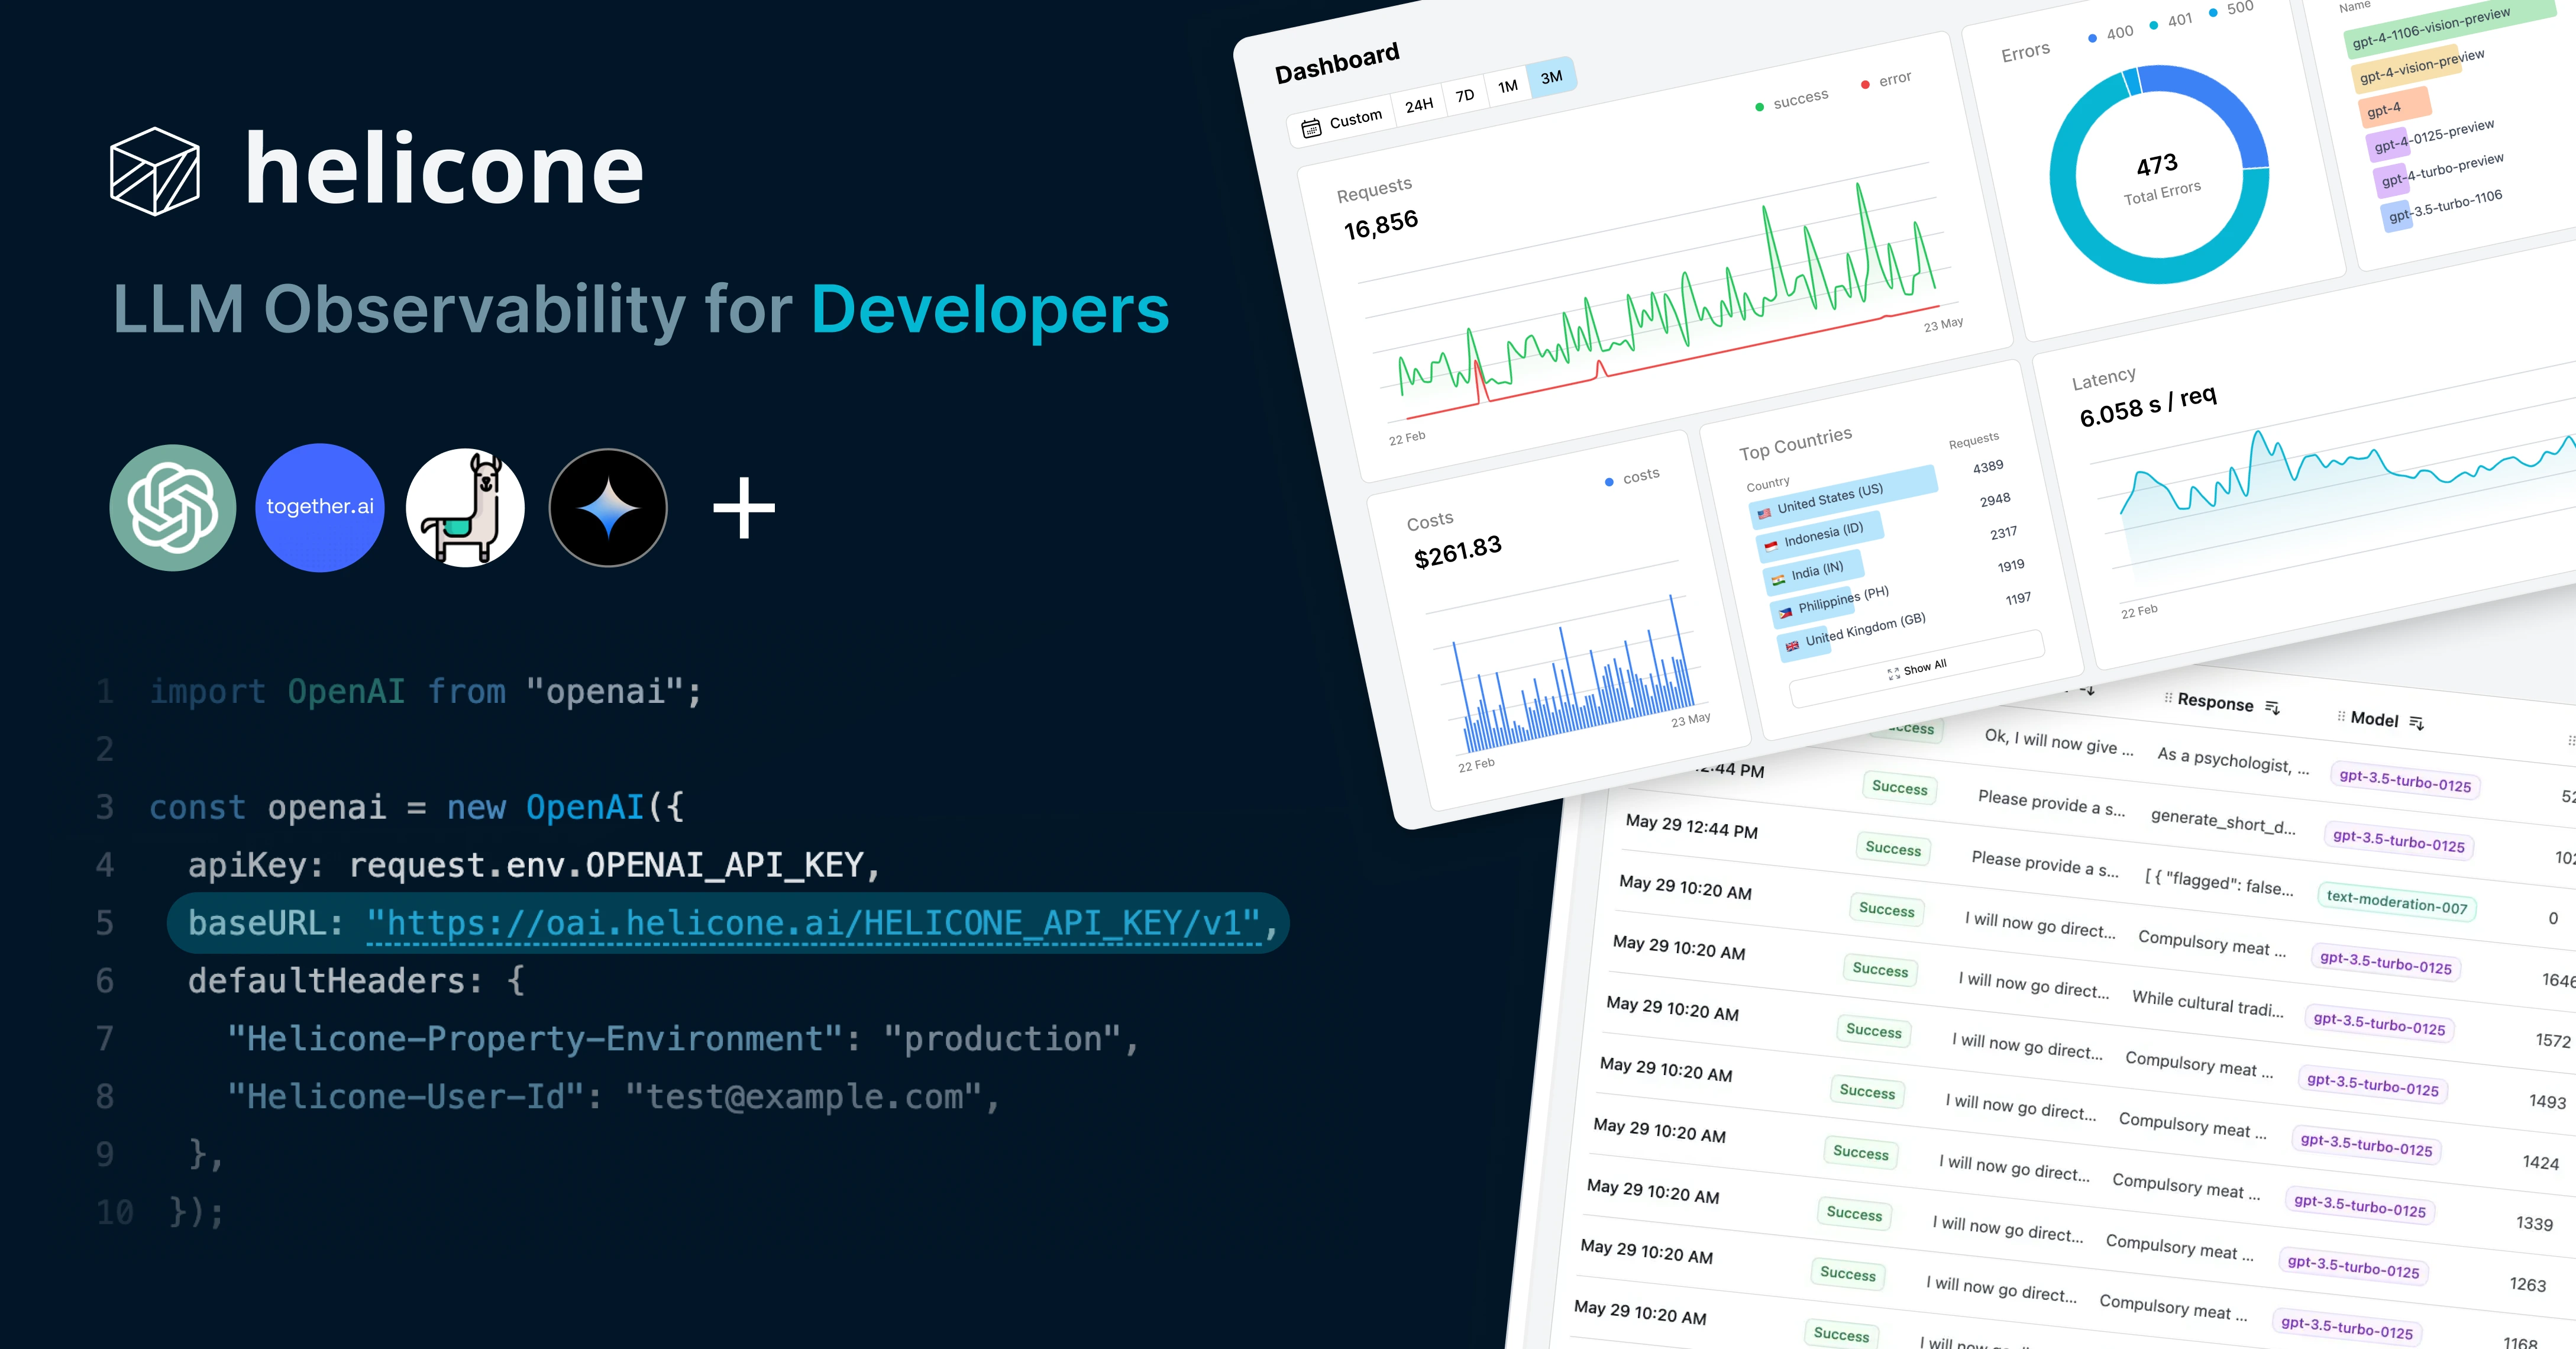 helicone
LLM Observability for Developers
together.ai
1 import OpenAI from "openai";
2
3 const openai = new OpenAI({
4 apiKey: request.env.OPENAI_API_KEY,
5 baseURL: "https://oai.helicone.ai/HELICONE_API_KEY/v1",
6 defaultHeaders: {
7 "Helicone-Property-Environment": "production",
8 "Helicone-User-Id": "test@example.com",
9 },
10 });
Dashboard
Custom 24H 7D 1M 3M
Requests
16,856
success error
22 Feb 23 May
Errors
400 401 500
473
Total Errors
Name
gpt-4-1106-vision-preview
gpt-4-vision-preview
gpt-4
gpt-4-0125-preview
gpt-4-turbo-preview
gpt-3.5-turbo-1106
Costs
$261.83
costs
22 Feb 23 May
Top Countries
Country Requests
United States (US) 4389
Indonesia (ID) 2948
India (IN) 2317
Philippines (PH) 1919
United Kingdom (GB) 1197
Show All
Latency
6.058 s / req
22 Feb
Response Model
Ok, I will now give ... As a psychologist, ... gpt-3.5-turbo-0125
Success Please provide a s... generate_short_d... gpt-3.5-turbo-0125
May 29 12:44 PM Success Please provide a s... [ { "flagged": false... text-moderation-007 0
May 29 10:20 AM Success I will now go direct... Compulsory meat ... gpt-3.5-turbo-0125 1646
May 29 10:20 AM Success I will now go direct... While cultural tradi... gpt-3.5-turbo-0125 1572
May 29 10:20 AM Success I will now go direct... Compulsory meat ... gpt-3.5-turbo-0125 1493
May 29 10:20 AM Success I will now go direct... Compulsory meat ... gpt-3.5-turbo-0125 1424
May 29 10:20 AM Success I will now go direct... Compulsory meat ... gpt-3.5-turbo-0125 1339
May 29 10:20 AM Success I will now go direct... Compulsory meat ... gpt-3.5-turbo-0125 1263
May 29 10:20 AM Success I will now go direct... Compulsory meat ... gpt-3.5-turbo-0125 1168
May 29 10:20 AM Success